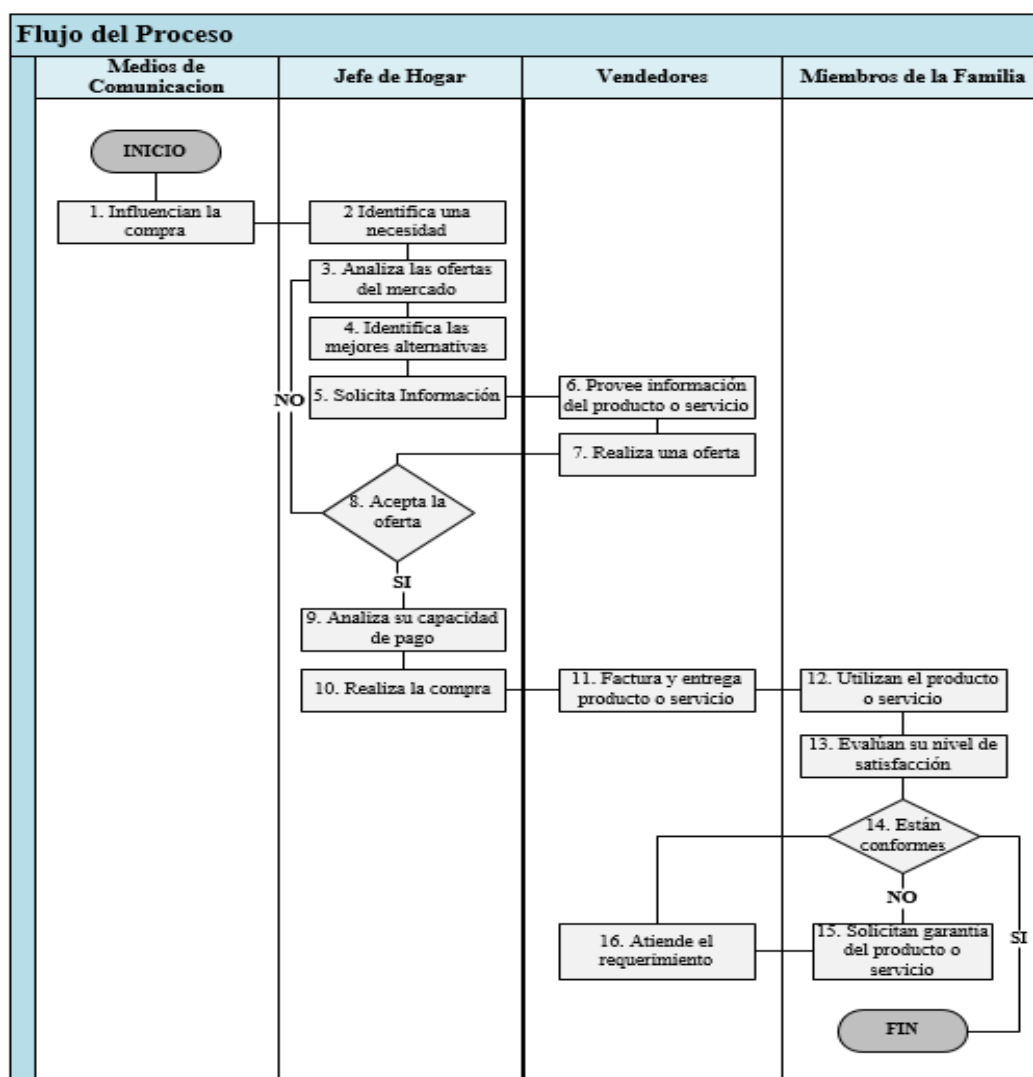 Flujo del Proceso
Medios de
Comunicacion
Jefe de Hogar
Vendedores
Miembros de la Familia
INICIO
1. Influencian la
compra
2 Identifica una
necesidad
3. Analiza las ofertas
del mercado
4. Identifica las
mejores alternativas
NO
5. Solicita Información
6. Provee información
del producto o servicio
7. Realiza una oferta
8. Acepta la
oferta
SI
9. Analiza su capacidad
de pago
10. Realiza la compra
11. Factura y entrega
producto o servicio
12. Utilizan el producto
o servicio
13. Evalúan su nivel de
satisfacción
14. Están
conformes
NO
15. Solicitan garantia
del producto o
servicio
SI
16. Atiende el
requerimiento
FIN